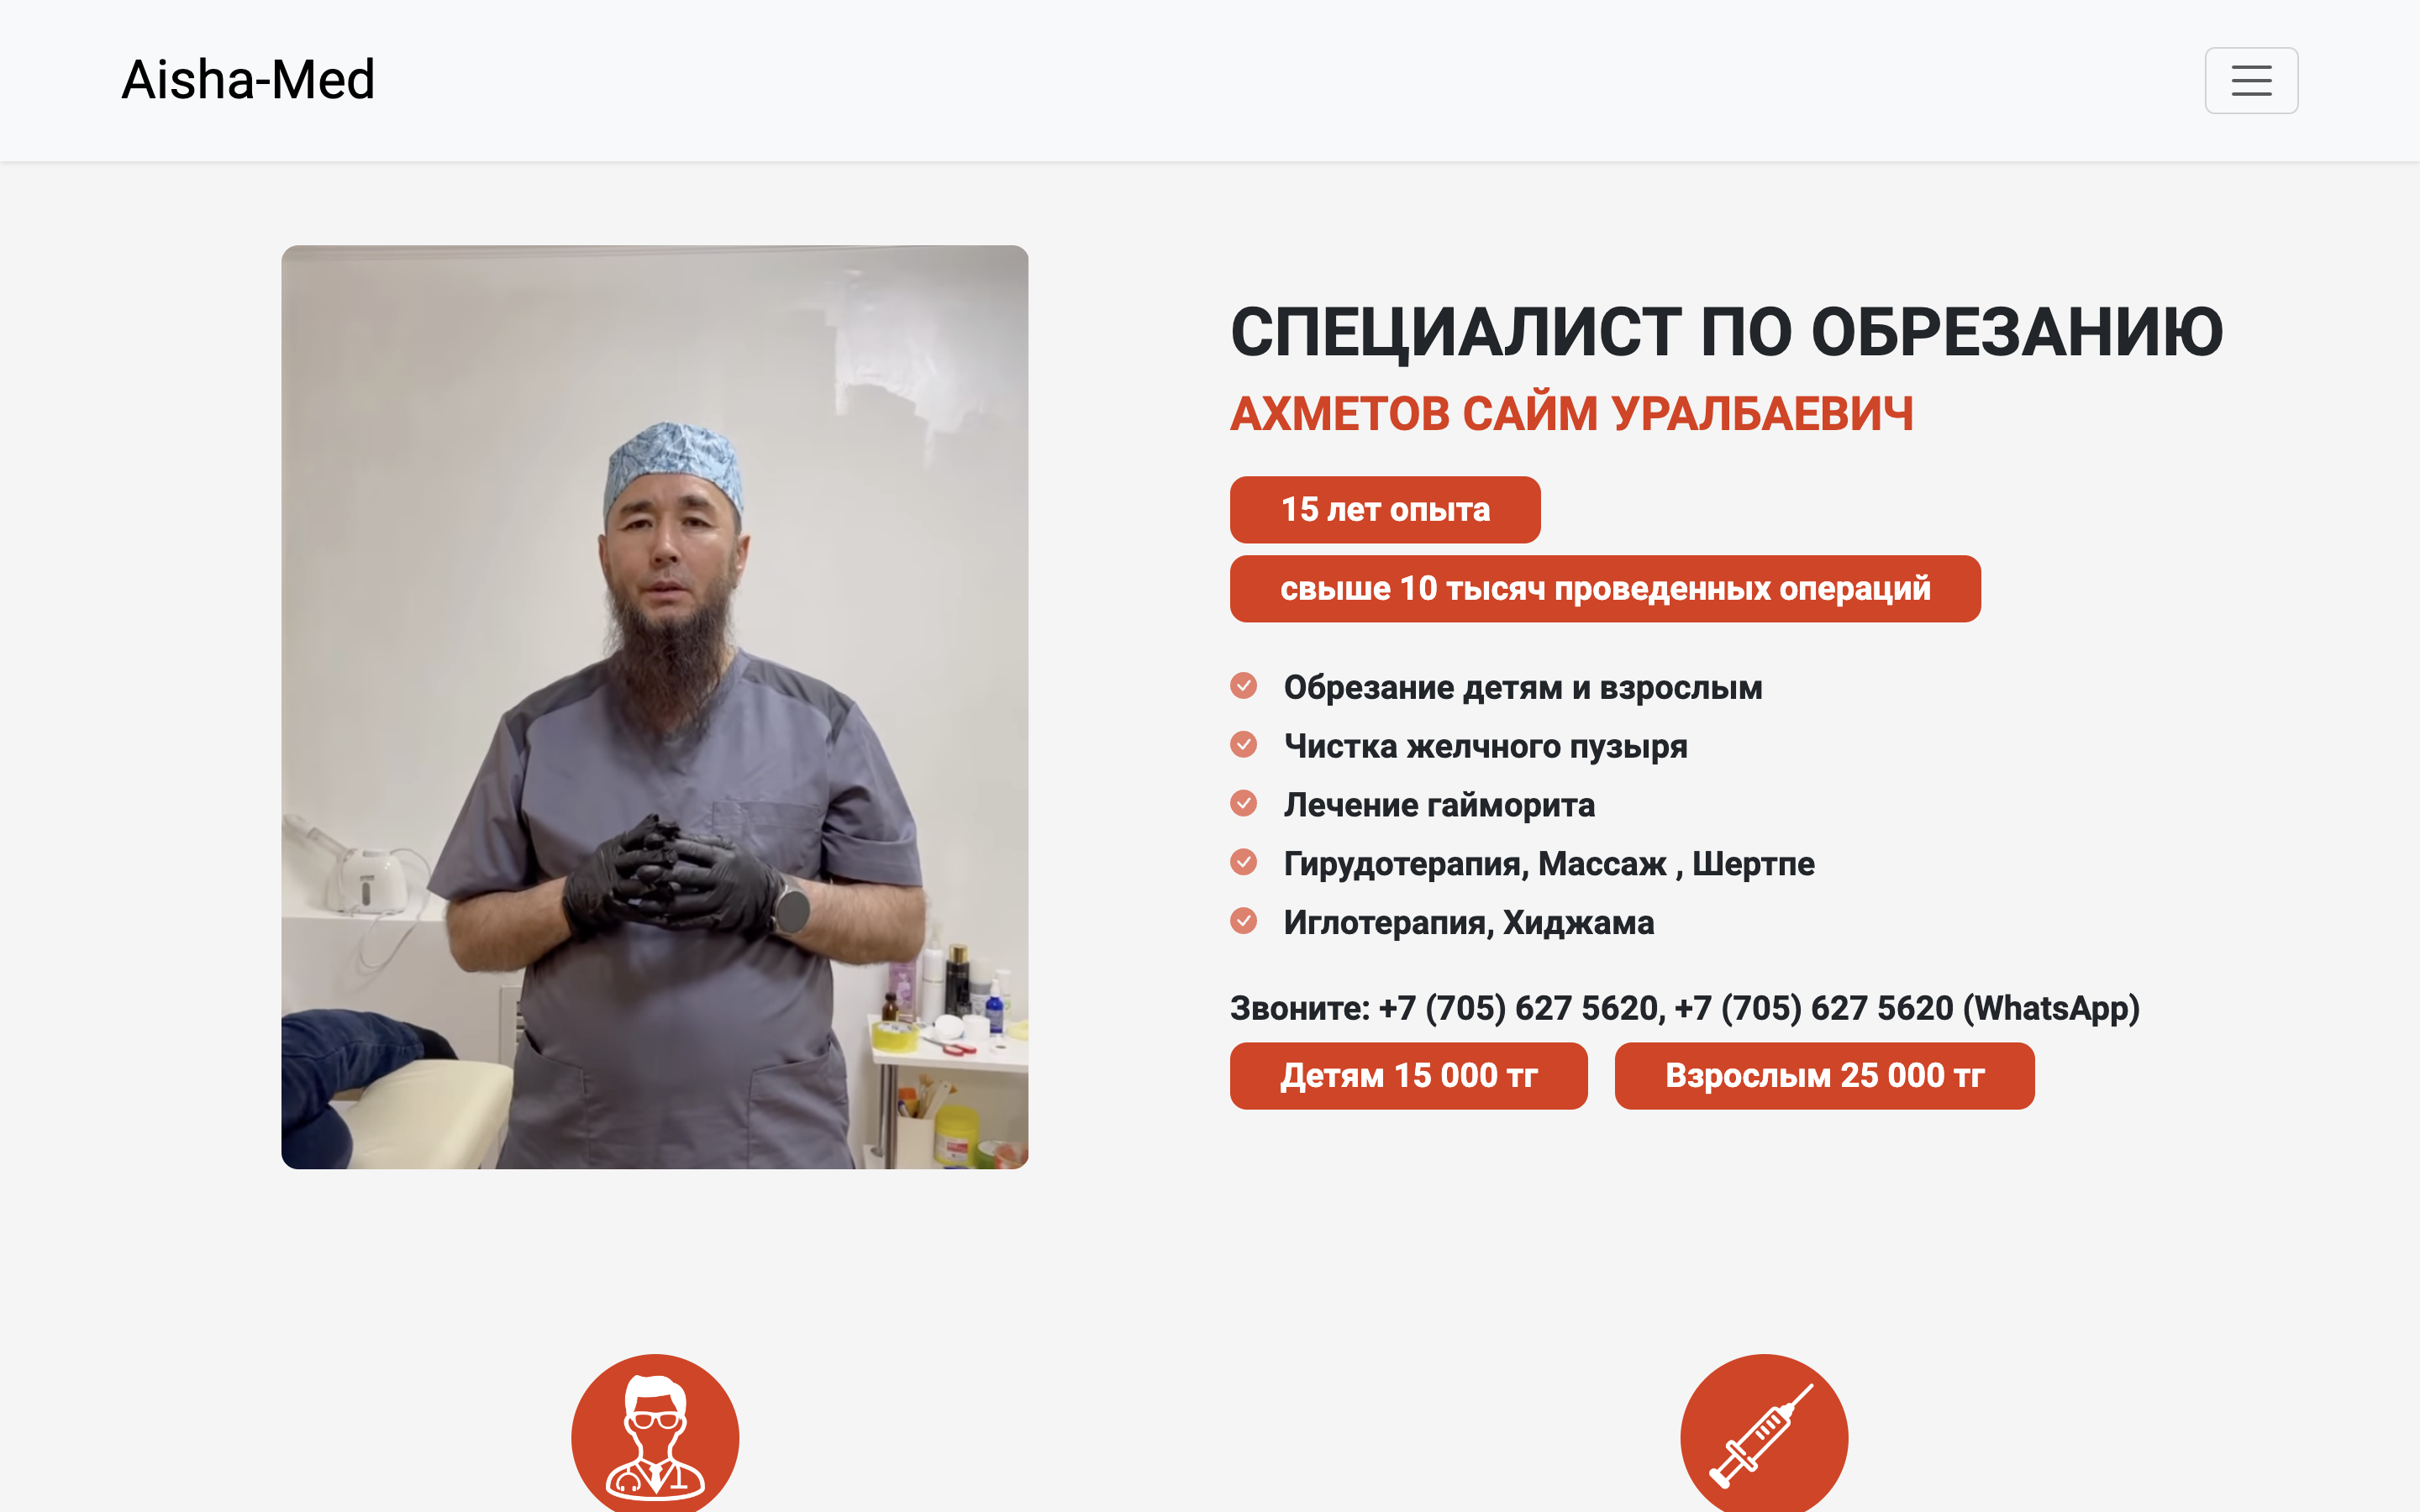 Aisha-Med
СПЕЦИАЛИСТ ПО ОБРЕЗАНИЮ
АХМЕТОВ САЙМ УРАЛБАЕВИЧ
15 лет опыта
свыше 10 тысяч проведенных операций
Обрезание детям и взрослым
Чистка желчного пузыря
Лечение гайморита
Гирудотерапия, Массаж , Шертпе
Иглотерапия, Хиджама
Звоните: +7 (705) 627 5620, +7 (705) 627 5620 (WhatsApp)
Детям 15 000 тг
Взрослым 25 000 тг